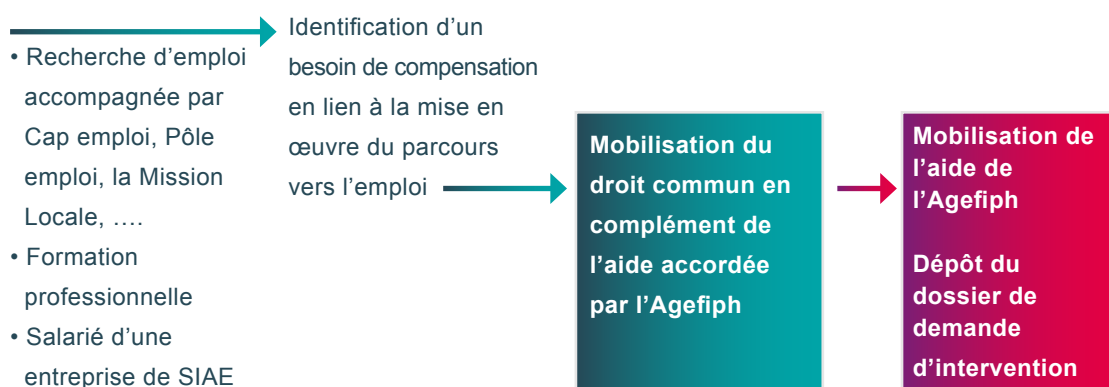 • Recherche d’emploi
accompagnée par
Cap emploi, Pôle
emploi, la Mission
Locale, ….
• Formation
professionnelle
• Salarié d’une
entreprise de SIAE
Identification d’un
besoin de compensation
en lien à la mise en
œuvre du parcours
vers l’emploi
Mobilisation du
droit commun en
complément de
l’aide accordée
par l’Agefiph
Mobilisation de
l’aide de
l’Agefiph
Dépôt du
dossier de
demande
d’intervention